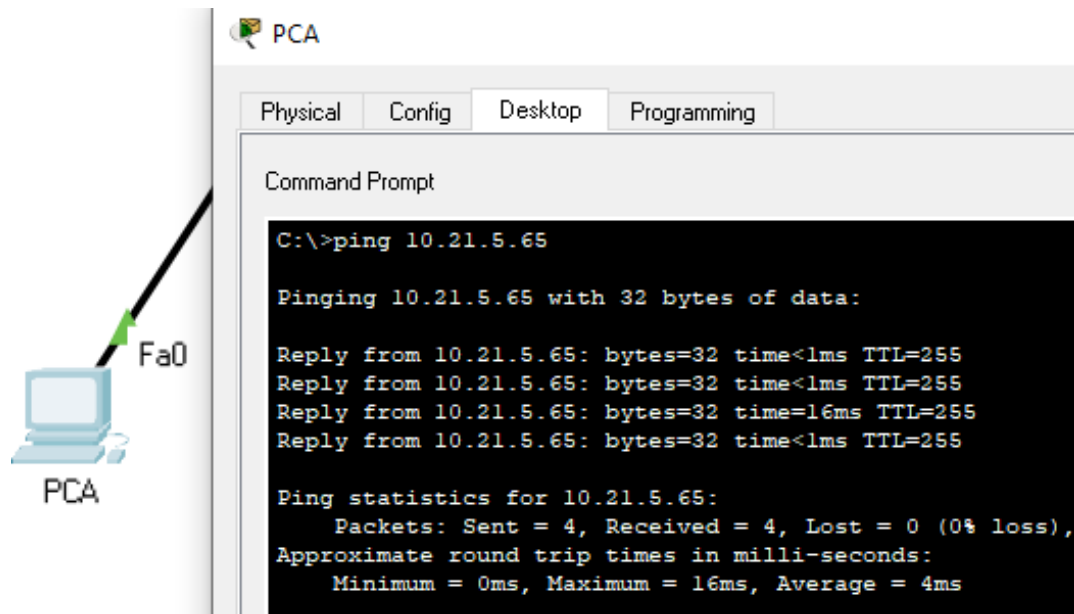 PCA
Physical Config Desktop Programming
Command Prompt
C:\>ping 10.21.5.65
Pinging 10.21.5.65 with 32 bytes of data:
Reply from 10.21.5.65: bytes=32 time<1ms TTL=255
Reply from 10.21.5.65: bytes=32 time<1ms TTL=255
Reply from 10.21.5.65: bytes=32 time=16ms TTL=255
Reply from 10.21.5.65: bytes=32 time<1ms TTL=255
Ping statistics for 10.21.5.65:
Packets: Sent = 4, Received = 4, Lost = 0 (0% loss),
Approximate round trip times in milli-seconds:
Minimum = 0ms, Maximum = 16ms, Average = 4ms
Fa0
PCA